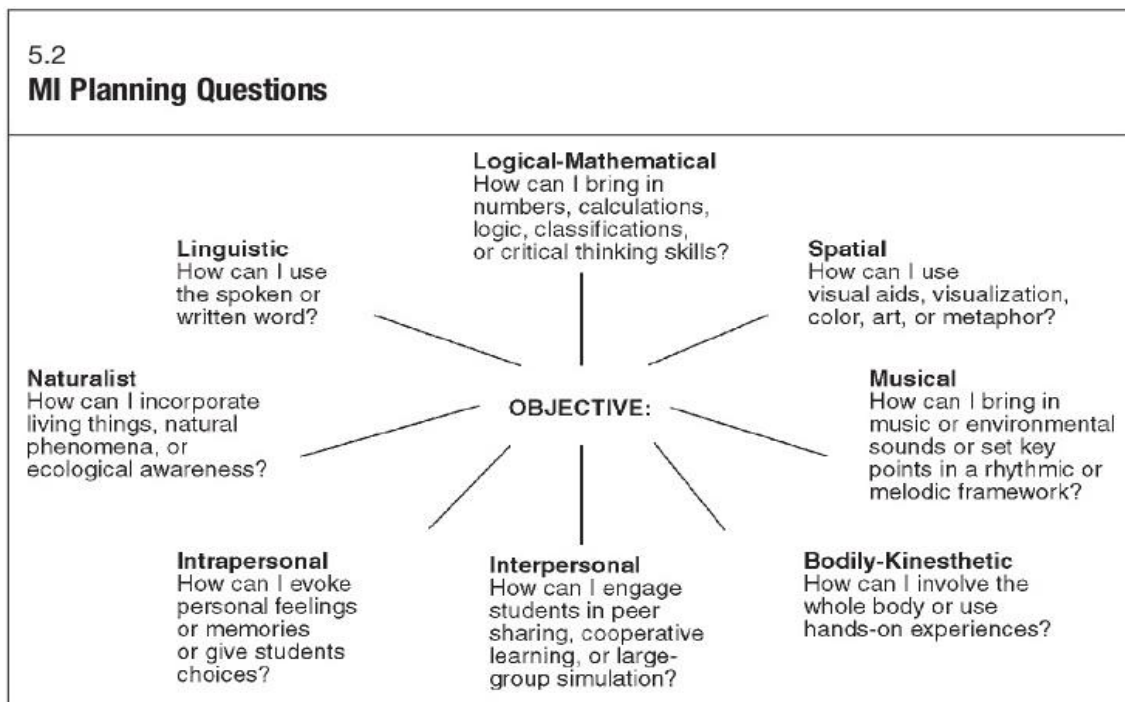 5.2
MI Planning Questions
Logical-Mathematical
How can I bring in
numbers, calculations,
logic, classifications,
or critical thinking skills?
Linguistic
How can I use
the spoken or
written word?
Spatial
How can I use
visual aids, visualization,
color, art, or metaphor?
Naturalist
How can I incorporate
living things, natural
phenomena, or
ecological awareness?
OBJECTIVE:
Musical
How can I bring in
music or environmental
sounds or set key
points in a rhythmic or
melodic framework?
Intrapersonal
How can I evoke
personal feelings
or memories
or give students
choices?
Interpersonal
How can I engage
students in peer
sharing, cooperative
learning, or large-
group simulation?
Bodily-Kinesthetic
How can I involve the
whole body or use
hands-on experiences?